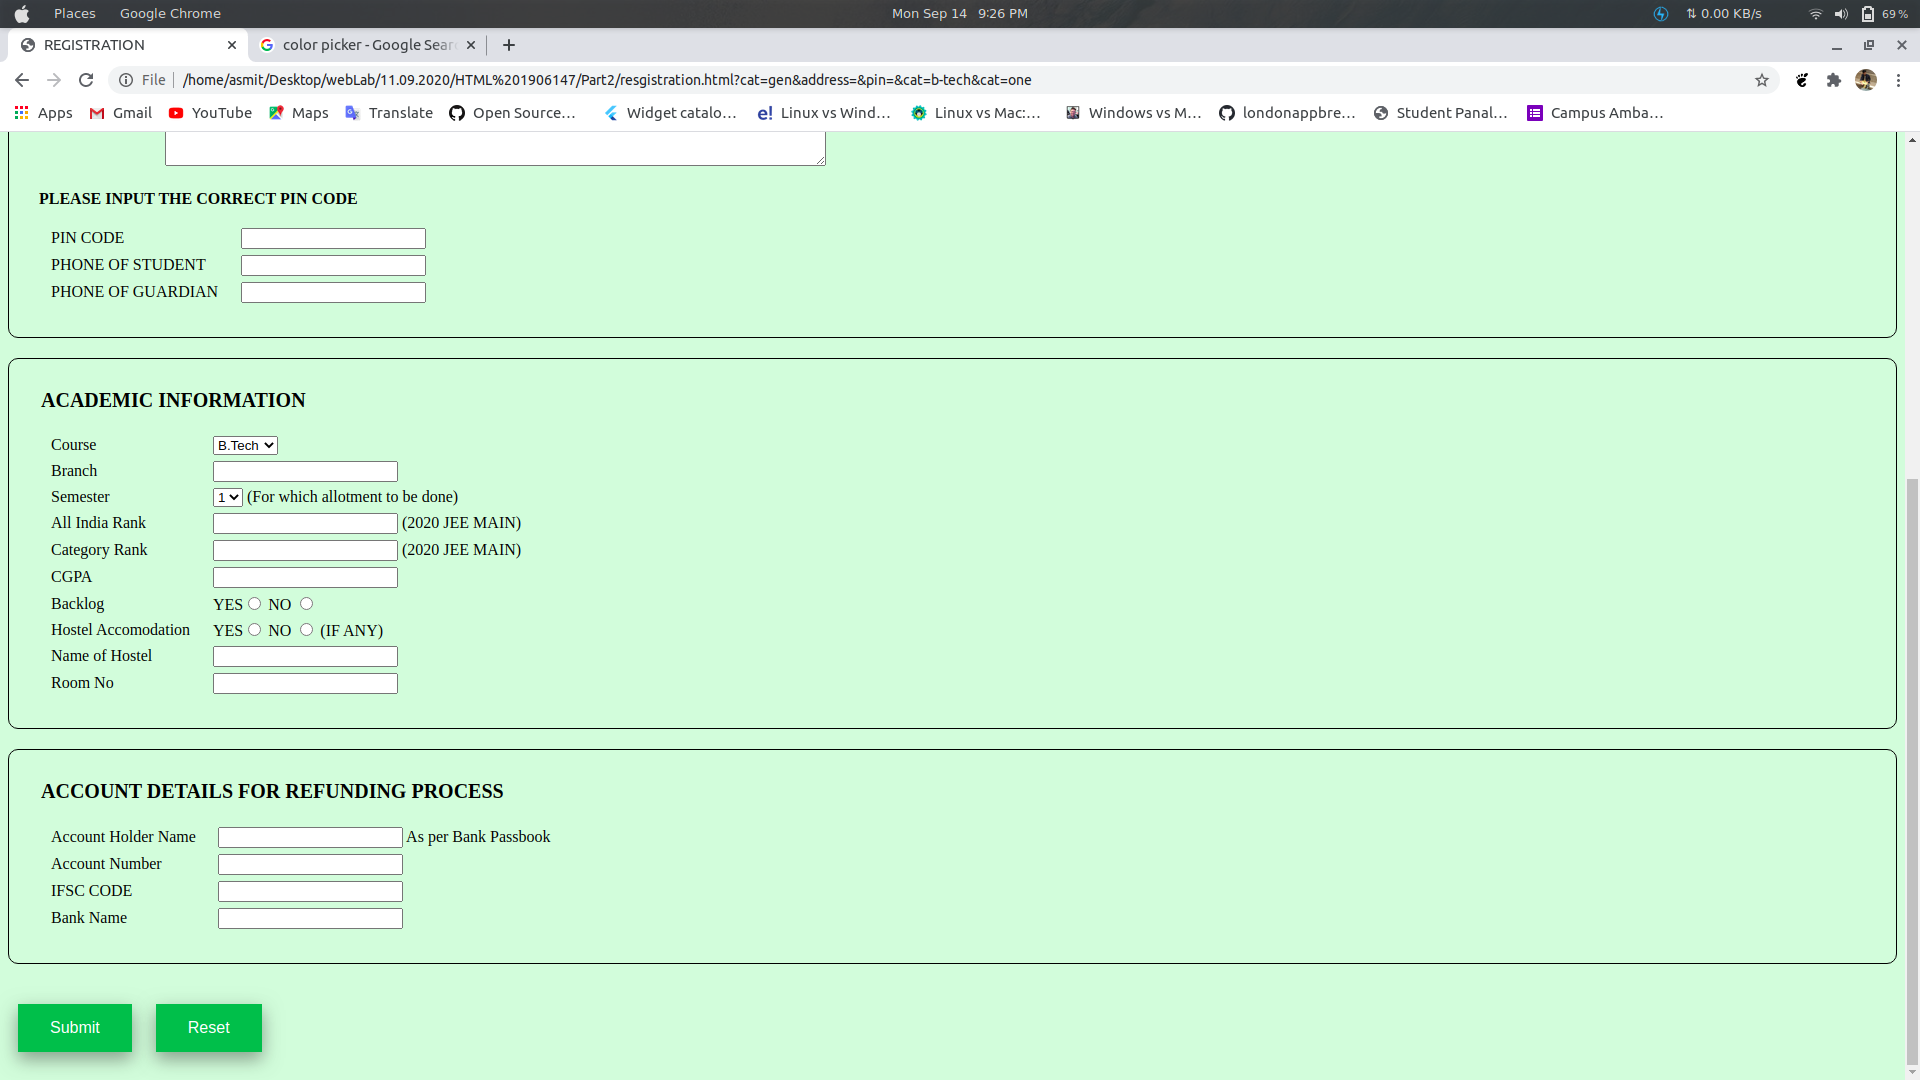 Places Google Chrome Mon Sep 14 9:26 PM 0.00 KB/s 69 %
REGISTRATION color picker - Google Sear
File /home/asmit/Desktop/webLab/11.09.2020/HTML%201906147/Part2/resgistration.html?cat=gen&address=&pin=&cat=b-tech&cat=one
Apps Gmail YouTube Maps Translate Open Source... Widget catalo... e! Linux vs Wind... Linux vs Mac:... Windows vs M... londonappbre... Student Panal... Campus Amba...
PLEASE INPUT THE CORRECT PIN CODE
PIN CODE
PHONE OF STUDENT
PHONE OF GUARDIAN
ACADEMIC INFORMATION
Course B.Tech
Branch
Semester 1 (For which allotment to be done)
All India Rank (2020 JEE MAIN)
Category Rank (2020 JEE MAIN)
CGPA
Backlog YES NO
Hostel Accomodation YES NO (IF ANY)
Name of Hostel
Room No
ACCOUNT DETAILS FOR REFUNDING PROCESS
Account Holder Name As per Bank Passbook
Account Number
IFSC CODE
Bank Name
Submit Reset